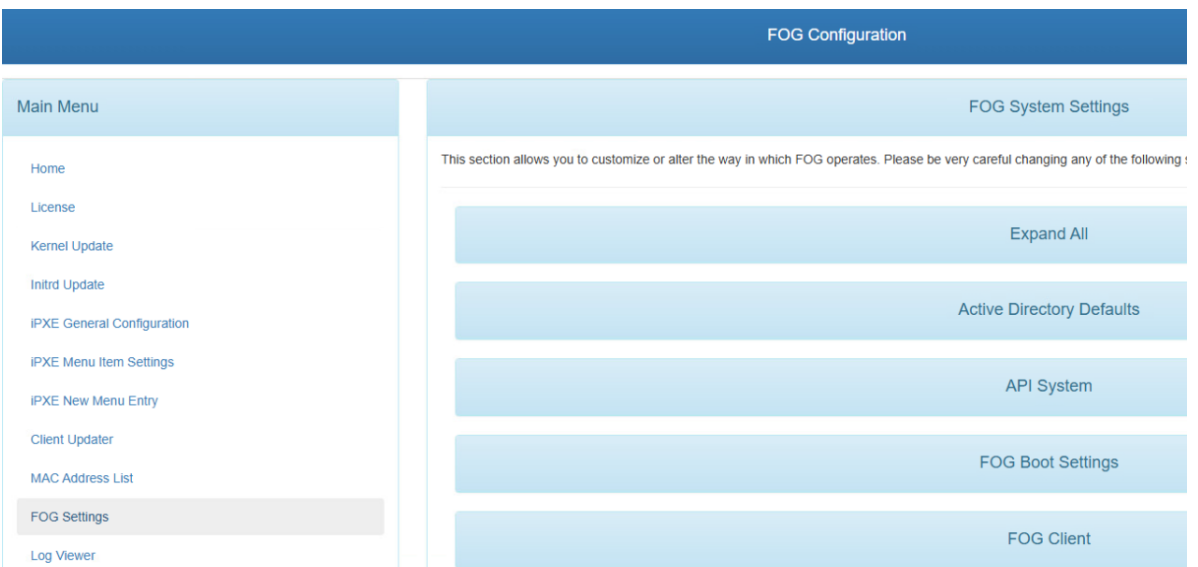 FOG Configuration
Main Menu
Home
License
Kernel Update
Initrd Update
iPXE General Configuration
iPXE Menu Item Settings
iPXE New Menu Entry
Client Updater
MAC Address List
FOG Settings
Log Viewer
FOG System Settings
This section allows you to customize or alter the way in which FOG operates. Please be very careful changing any of the following
Expand All
Active Directory Defaults
API System
FOG Boot Settings
FOG Client